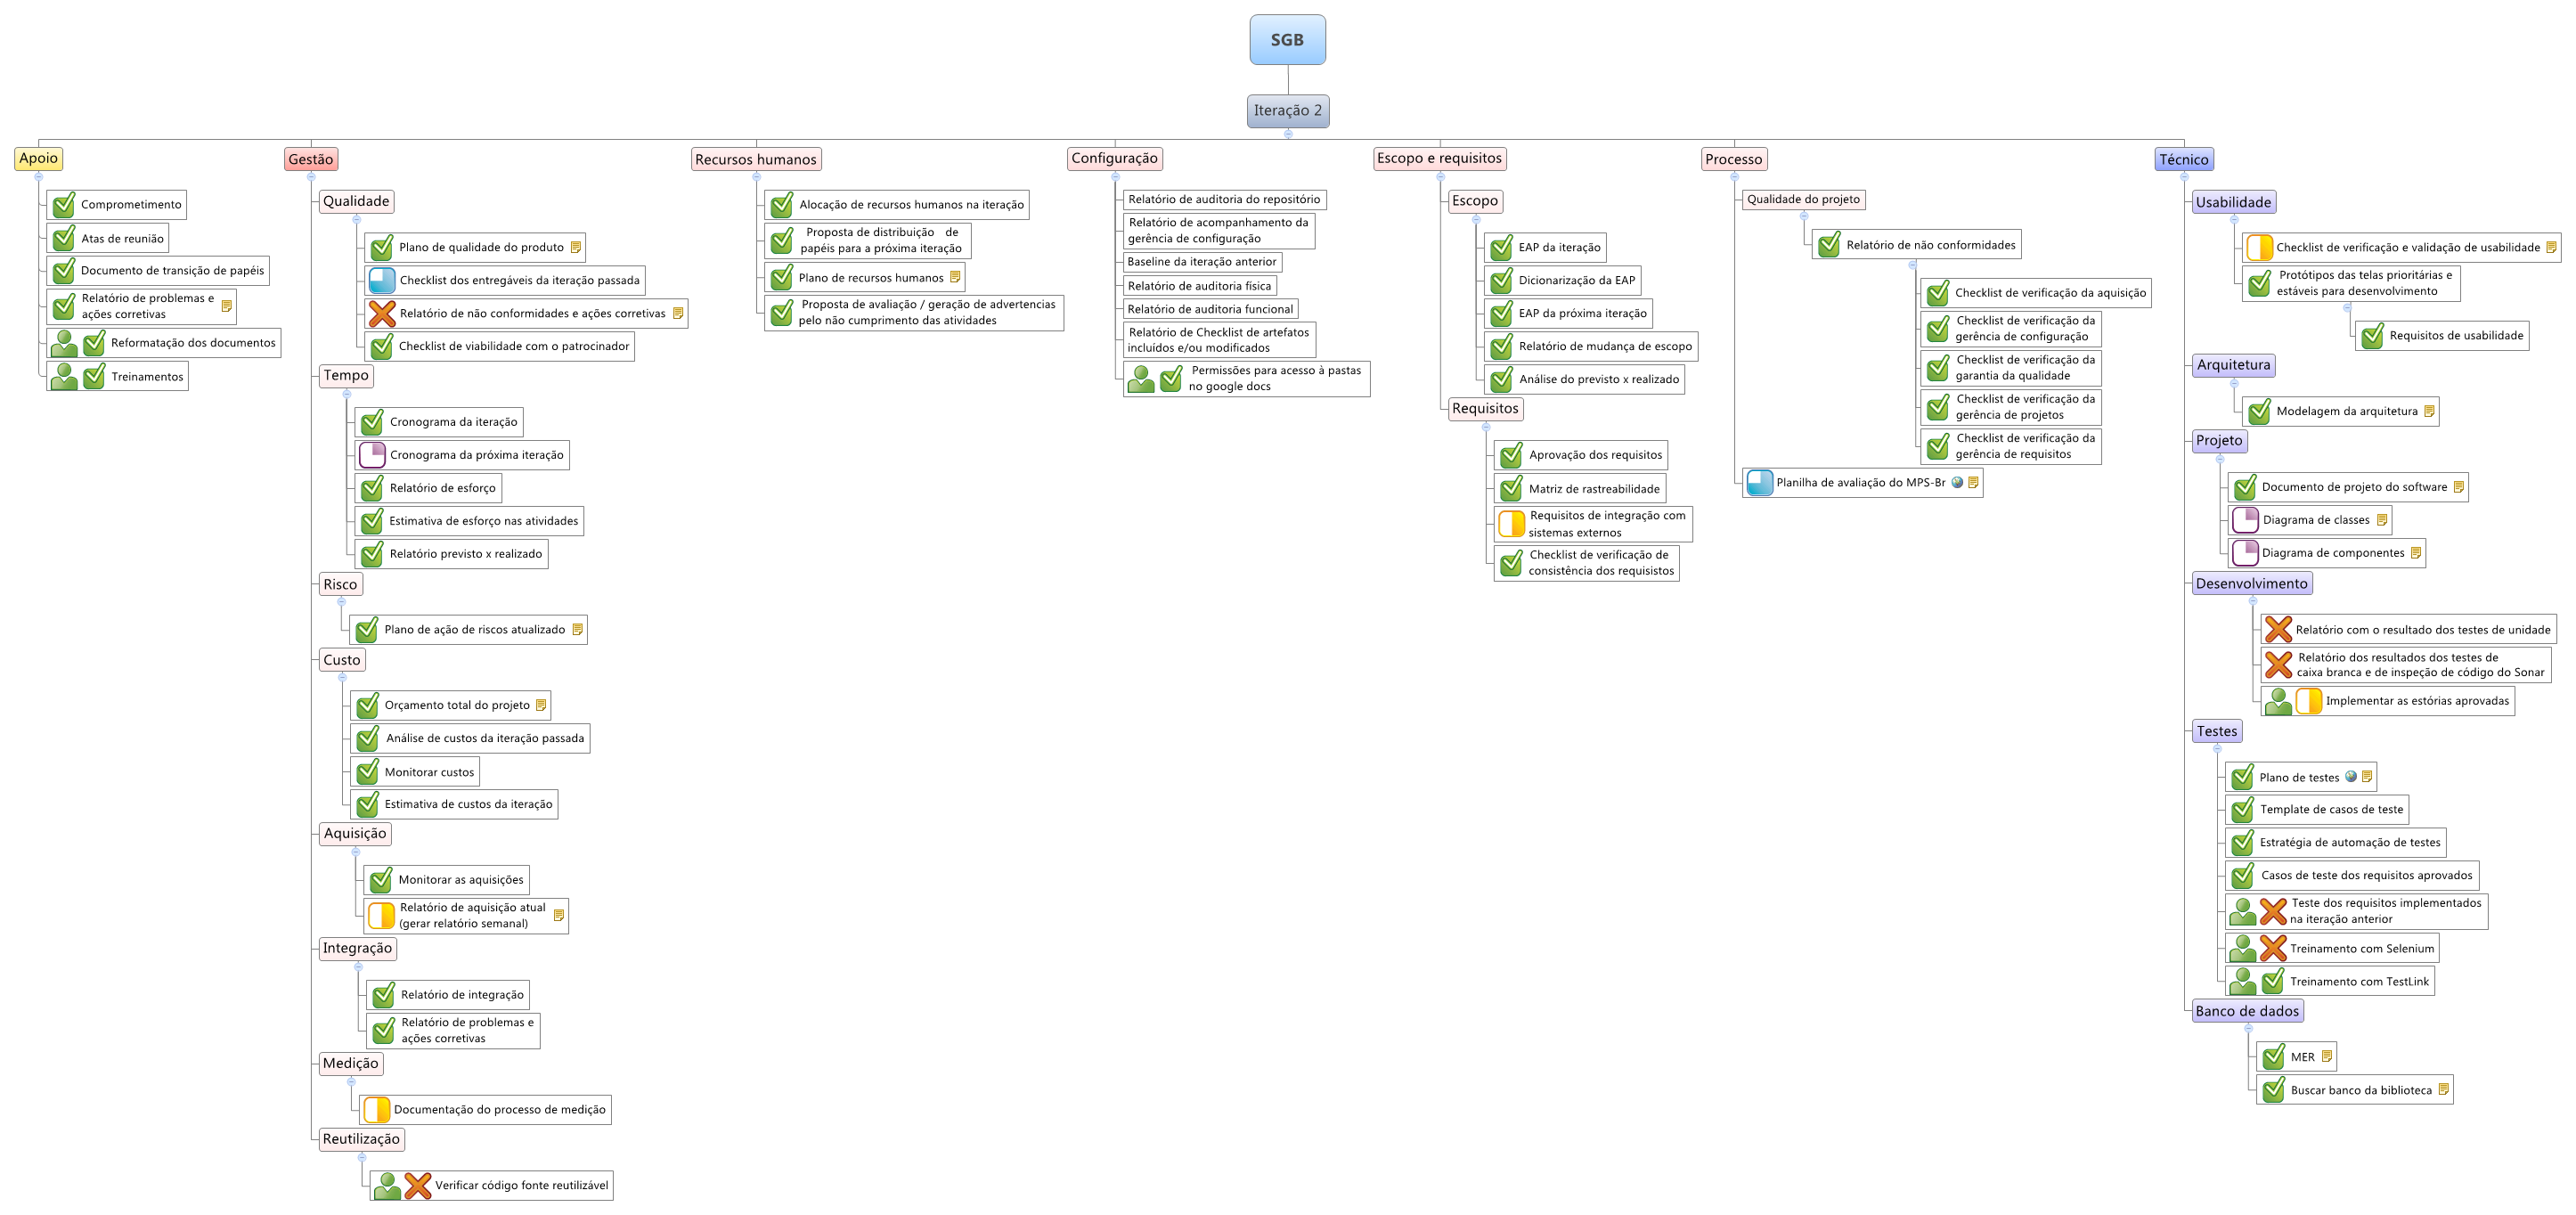 SGB
Iteração 2
Apoio
Comprometimento
Atas de reunião
Documento de transição de papéis
Relatório de problemas e
ações corretivas
Reformatação dos documentos
Treinamentos
Gestão
Qualidade
Plano de qualidade do produto
Checklist dos entregáveis da iteração passada
Relatório de não conformidades e ações corretivas
Checklist de viabilidade com o patrocinador
Tempo
Cronograma da iteração
Cronograma da próxima iteração
Relatório de esforço
Estimativa de esforço nas atividades
Relatório previsto x realizado
Risco
Plano de ação de riscos atualizado
Custo
Orçamento total do projeto
Análise de custos da iteração passada
Monitorar custos
Estimativa de custos da iteração
Aquisição
Monitorar as aquisições
Relatório de aquisição atual
(gerar relatório semanal)
Integração
Relatório de integração
Relatório de problemas e
ações corretivas
Medição
Documentação do processo de medição
Reutilização
Verificar código fonte reutilizável
Recursos humanos
Alocação de recursos humanos na iteração
Proposta de distribuição de
papéis para a próxima iteração
Plano de recursos humanos
Proposta de avaliação / geração de advertencias
pelo não cumprimento das atividades
Configuração
Relatório de auditoria do repositório
Relatório de acompanhamento da
gerência de configuração
Baseline da iteração anterior
Relatório de auditoria física
Relatório de auditoria funcional
Relatório de Checklist de artefatos
incluídos e/ou modificados
Permissões para acesso à pastas
no google docs
Escopo e requisitos
Escopo
EAP da iteração
Dicionarização da EAP
EAP da próxima iteração
Relatório de mudança de escopo
Análise do previsto x realizado
Requisitos
Aprovação dos requisitos
Matriz de rastreabilidade
Requisitos de integração com
sistemas externos
Checklist de verificação de
consistência dos requisistos
Processo
Qualidade do projeto
Relatório de não conformidades
Checklist de verificação da aquisição
Checklist de verificação da
gerência de configuração
Checklist de verificação da
garantia da qualidade
Checklist de verificação da
gerência de projetos
Checklist de verificação da
gerência de requisitos
Planilha de avaliação do MPS-Br
Técnico
Usabilidade
Checklist de verificação e validação de usabilidade
Protótipos das telas prioritárias e
estáveis para desenvolvimento
Requisitos de usabilidade
Arquitetura
Modelagem da arquitetura
Projeto
Documento de projeto do software
Diagrama de classes
Diagrama de componentes
Desenvolvimento
Relatório com o resultado dos testes de unidade
Relatório dos resultados dos testes de
caixa branca e de inspeção de código do Sonar
Implementar as estórias aprovadas
Testes
Plano de testes
Template de casos de teste
Estratégia de automação de testes
Casos de teste dos requisitos aprovados
Teste dos requisitos implementados
na iteração anterior
Treinamento com Selenium
Treinamento com TestLink
Banco de dados
MER
Buscar banco da biblioteca